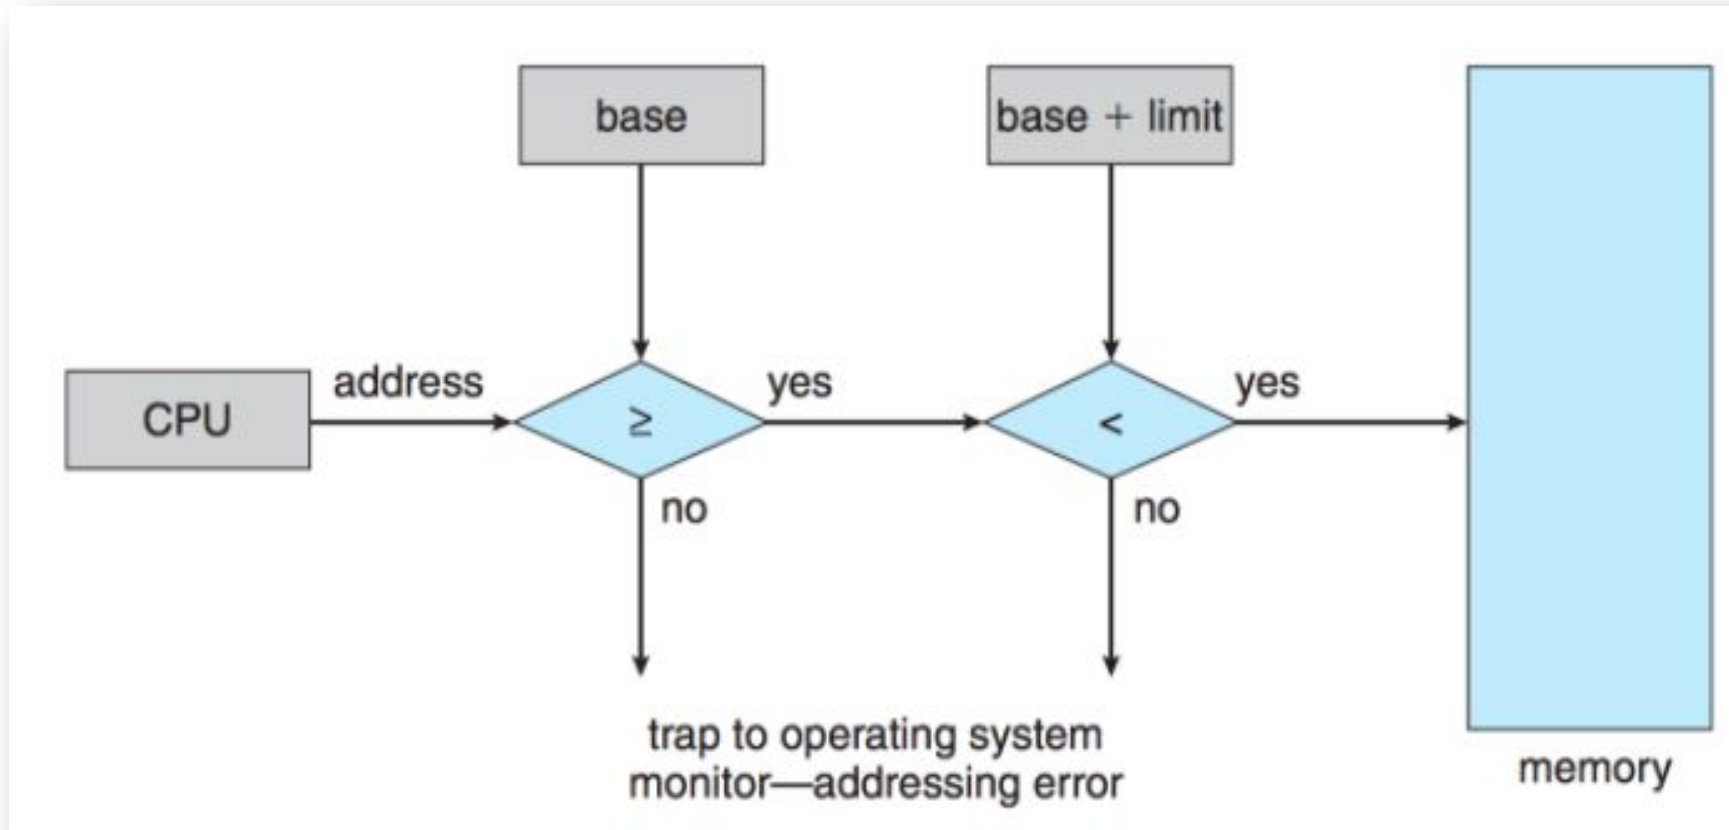 base
base + limit
CPU
address
≥
yes
<
yes
no
no
trap to operating system
monitor—addressing error
memory